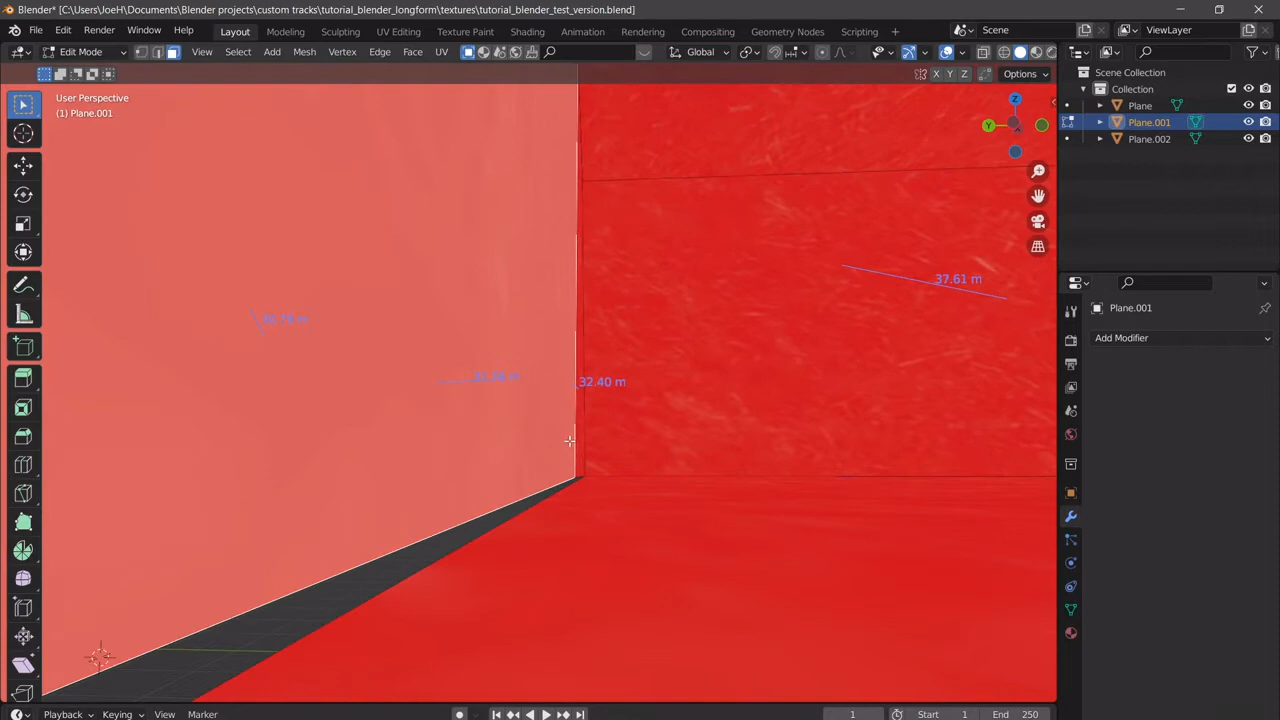 Blender* [C:\Users\JoeH\Documents\Blender projects\custom tracks\tutorial_blender_longform\textures\tutorial_blender_test_version.blend]
File Edit Render Window Help Layout Modeling Sculpting UV Editing Texture Paint Shading Animation Rendering Compositing Geometry Nodes Scripting Scene ViewLayer
Edit Mode View Select Add Mesh Vertex Edge Face UV Global
X Y Z Options
Scene Collection
Collection
Plane
Plane.001
Plane.002
User Perspective
(1) Plane.001
Z
Y
37.61 m
32.40 m
Plane.001
Add Modifier
Playback Keying View Marker 1 Start 1 End 250